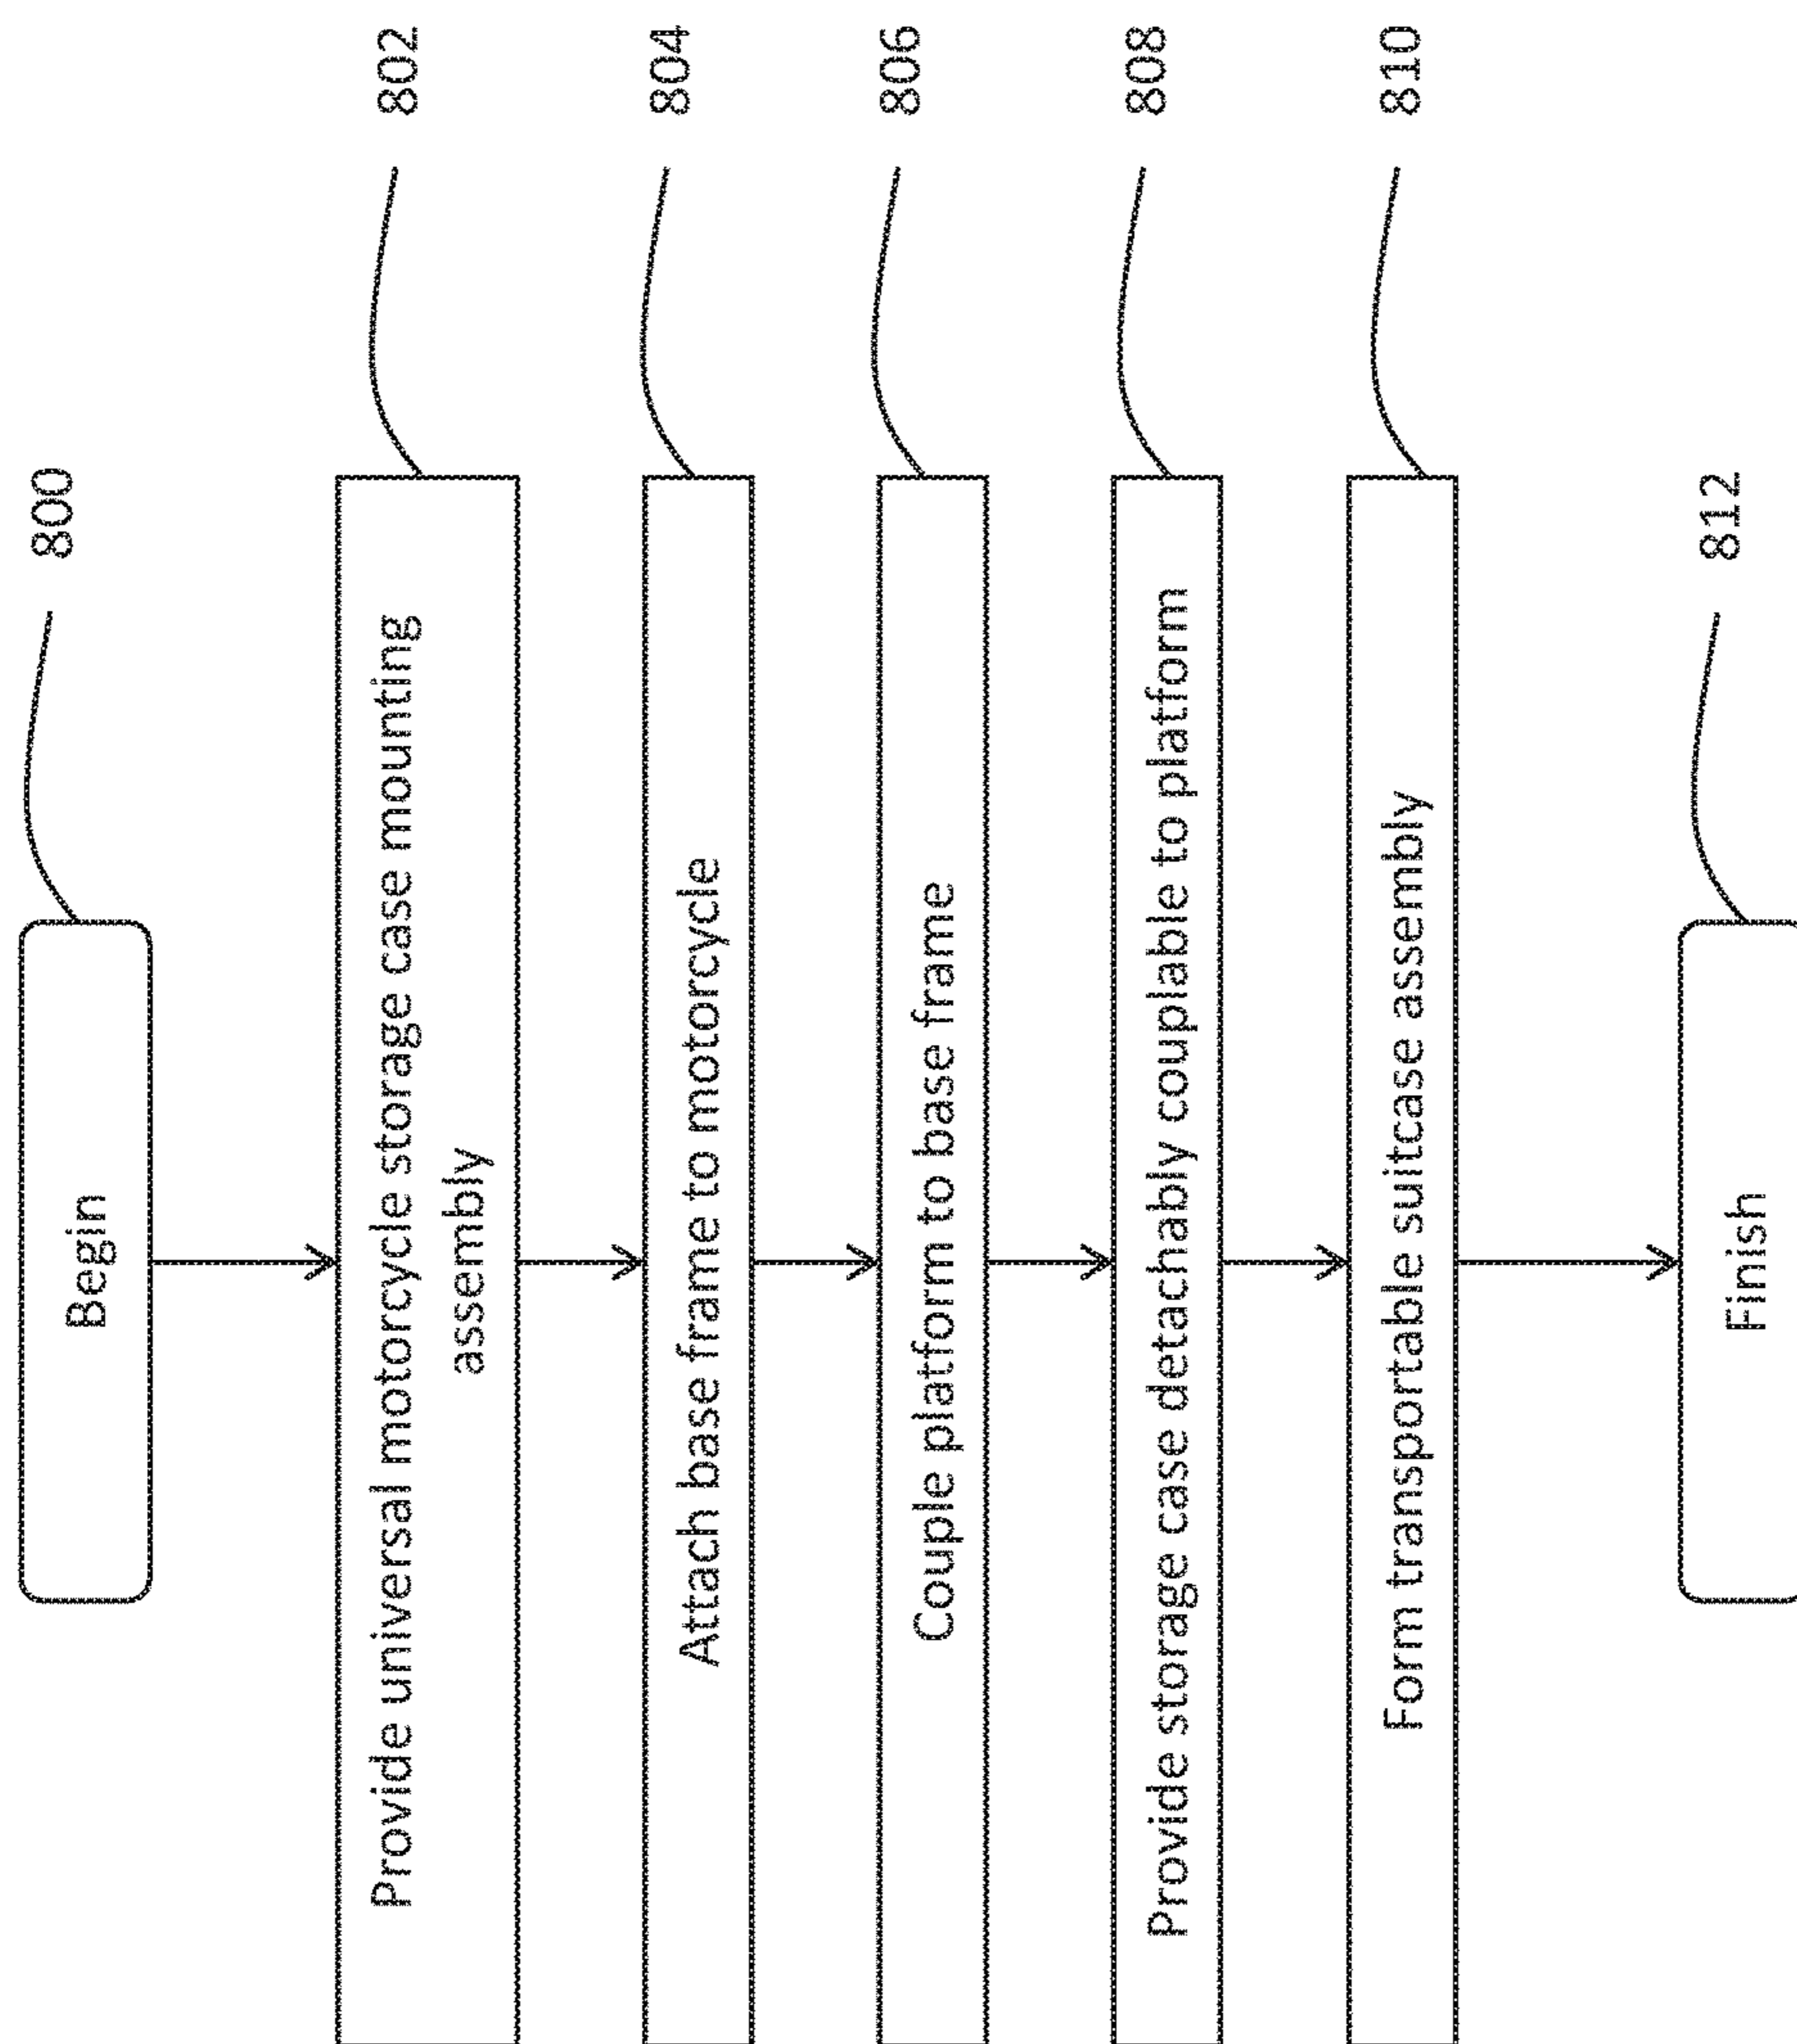 Begin
800
Provide universal motorcycle storage case mounting
assembly
802
Attach base frame to motorcycle
804
Couple platform to base frame
806
Provide storage case detachably couplable to platform
808
Form transportable suitcase assembly
810
Finish
812